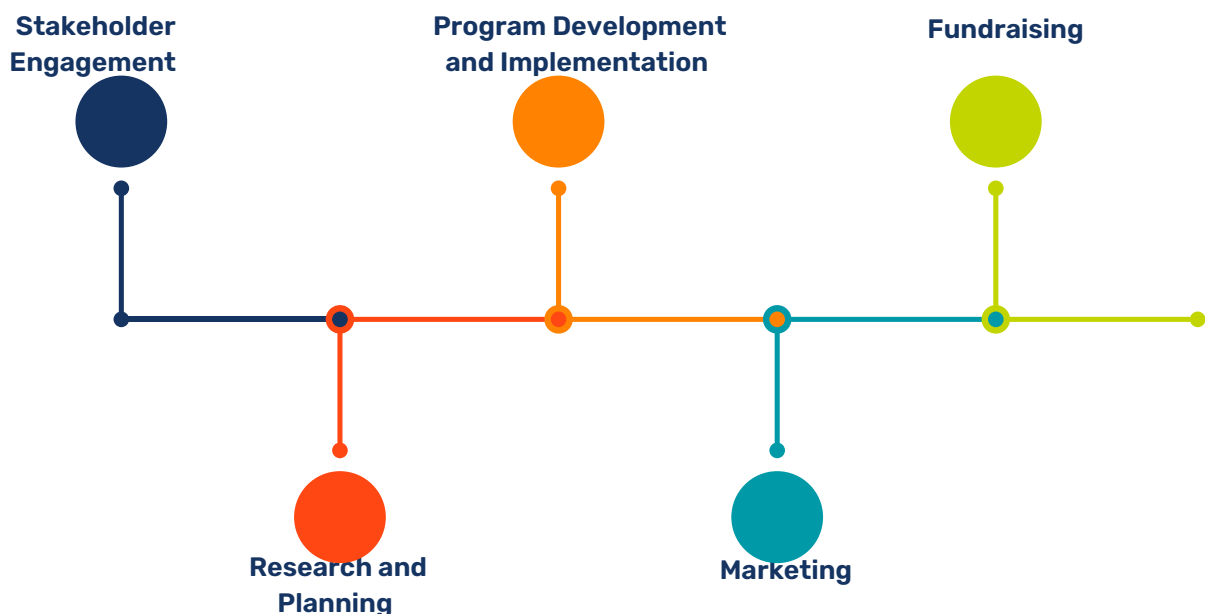 Stakeholder
Engagement
Program Development
and Implementation
Fundraising
Research and
Planning
Marketing